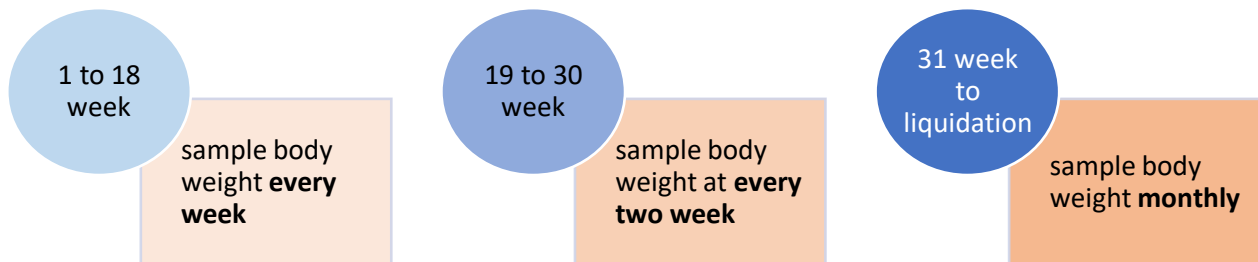 1 to 18
week
sample body
weight every
week
19 to 30
week
sample body
weight at every
two week
31 week
to
liquidation
sample body
weight monthly